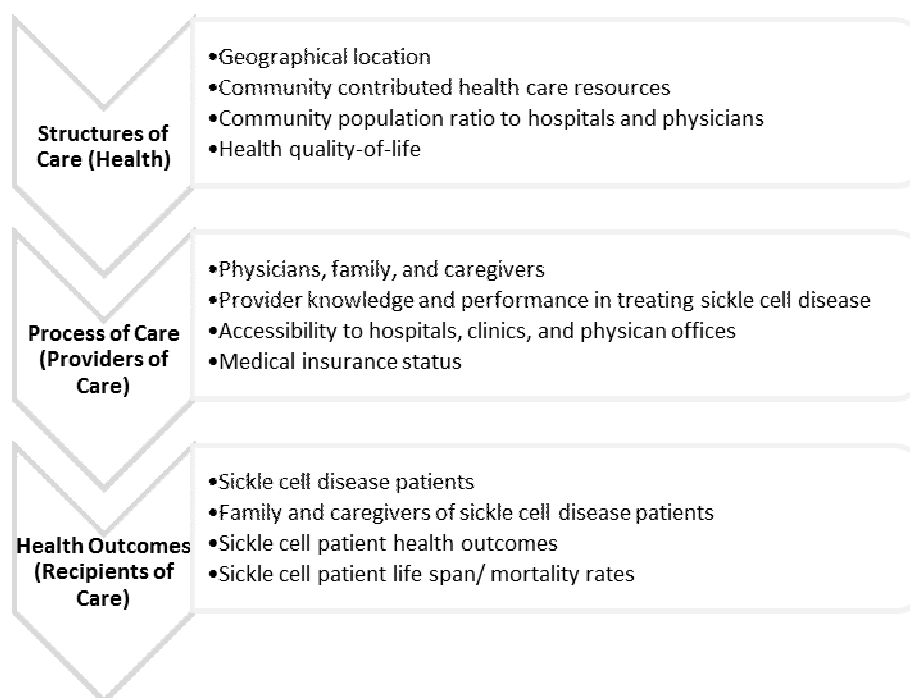 Structures of
Care (Health)
•Geographical location
•Community contributed health care resources
•Community population ratio to hospitals and physicians
•Health quality-of-life
Process of Care
(Providers of
Care)
•Physicians, family, and caregivers
•Provider knowledge and performance in treating sickle cell disease
•Accessibility to hospitals, clinics, and physican offices
•Medical insurance status
Health Outcomes
(Recipients of
Care)
•Sickle cell disease patients
•Family and caregivers of sickle cell disease patients
•Sickle cell patient health outcomes
•Sickle cell patient life span/ mortality rates